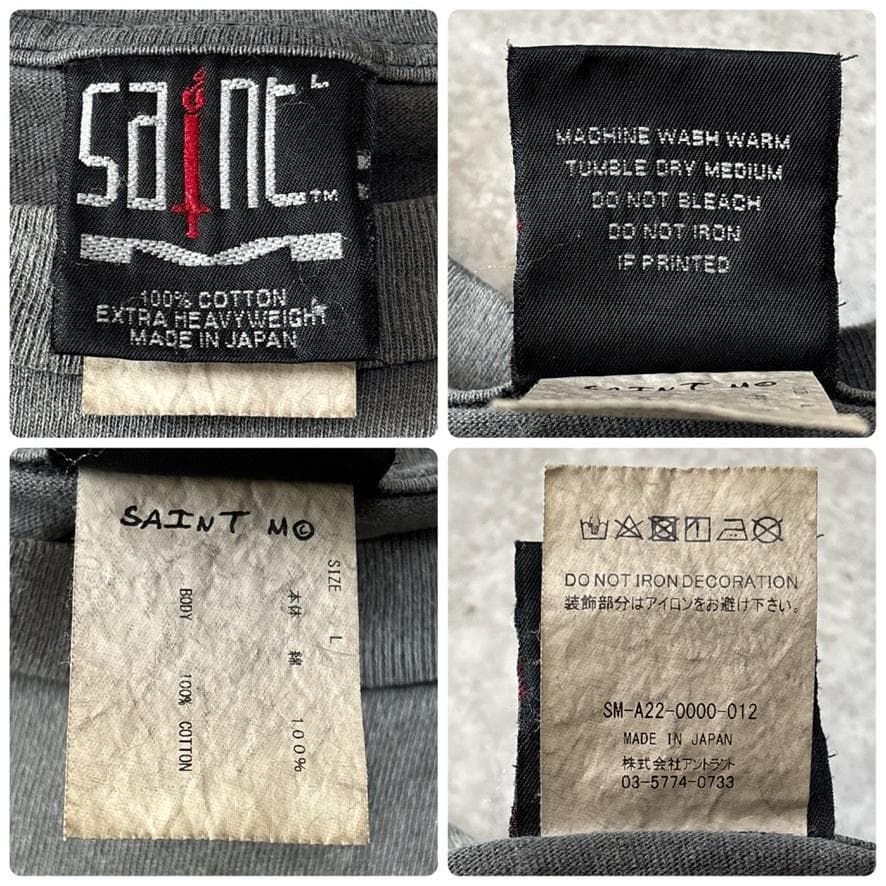 saint L
TM
100% COTTON
EXTRA HEAVYWEIGHT
MADE IN JAPAN
MACHINE WASH WARM
TUMBLE DRY MEDIUM
DO NOT BLEACH
DO NOT IRON
IF PRINTED
SAINT M©
SAINT M©
SIZE L
本体 綿 100%
BODY 100% COTTON
DO NOT IRON DECORATION
装飾部分はアイロンをお避け下さい。
SM-A22-0000-012
MADE IN JAPAN
株式会社アントラクト
03-5774-0733